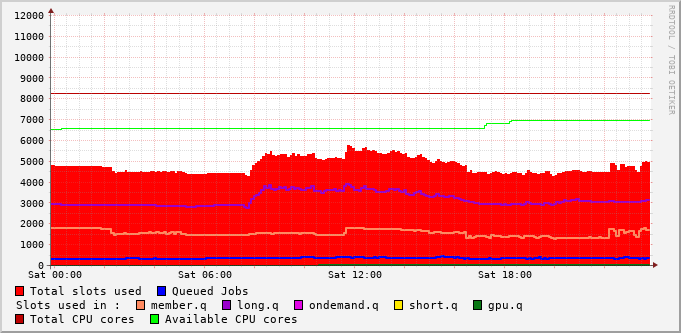 12000
11000
10000
9000
8000
7000
6000
5000
4000
3000
2000
1000
0
Sat 00:00 Sat 06:00 Sat 12:00 Sat 18:00
RRDTOOL / TOBI OETIKER
Total slots used Queued Jobs
Slots used in : member.q long.q ondemand.q short.q gpu.q
Total CPU cores Available CPU cores